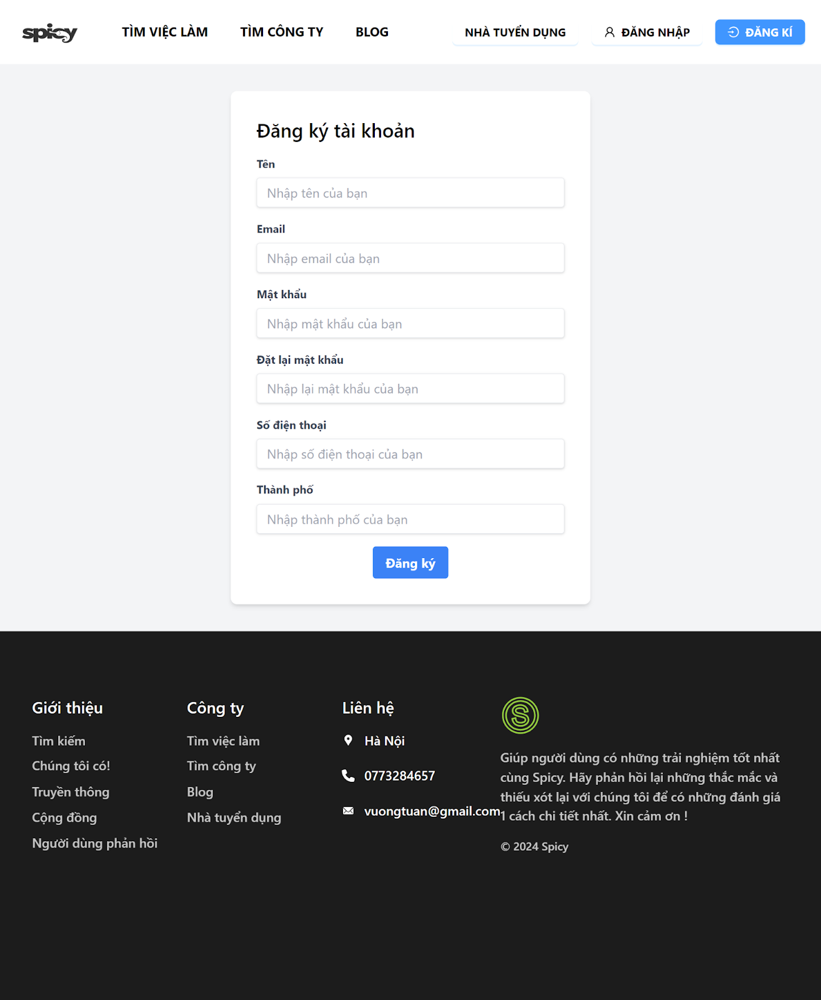 spicy
TÌM VIỆC LÀM
TÌM CÔNG TY
BLOG
NHÀ TUYỂN DỤNG
ĐĂNG NHẬP
ĐĂNG KÍ
Đăng ký tài khoản
Tên
Nhập tên của bạn
Email
Nhập email của bạn
Mật khẩu
Nhập mật khẩu của bạn
Đặt lại mật khẩu
Nhập lại mật khẩu của bạn
Số điện thoại
Nhập số điện thoại của bạn
Thành phố
Nhập thành phố của bạn
Đăng ký
Giới thiệu
Tìm kiếm
Chúng tôi có!
Truyền thông
Cộng đồng
Người dùng phản hồi
Công ty
Tìm việc làm
Tìm công ty
Blog
Nhà tuyển dụng
Liên hệ
Hà Nội
0773284657
vuongtuan@gmail.com
S
Giúp người dùng có những trải nghiệm tốt nhất
cùng Spicy. Hãy phản hồi lại những thắc mắc và
thiếu xót lại với chúng tôi để có những đánh giá
1 cách chi tiết nhất. Xin cảm ơn !
© 2024 Spicy